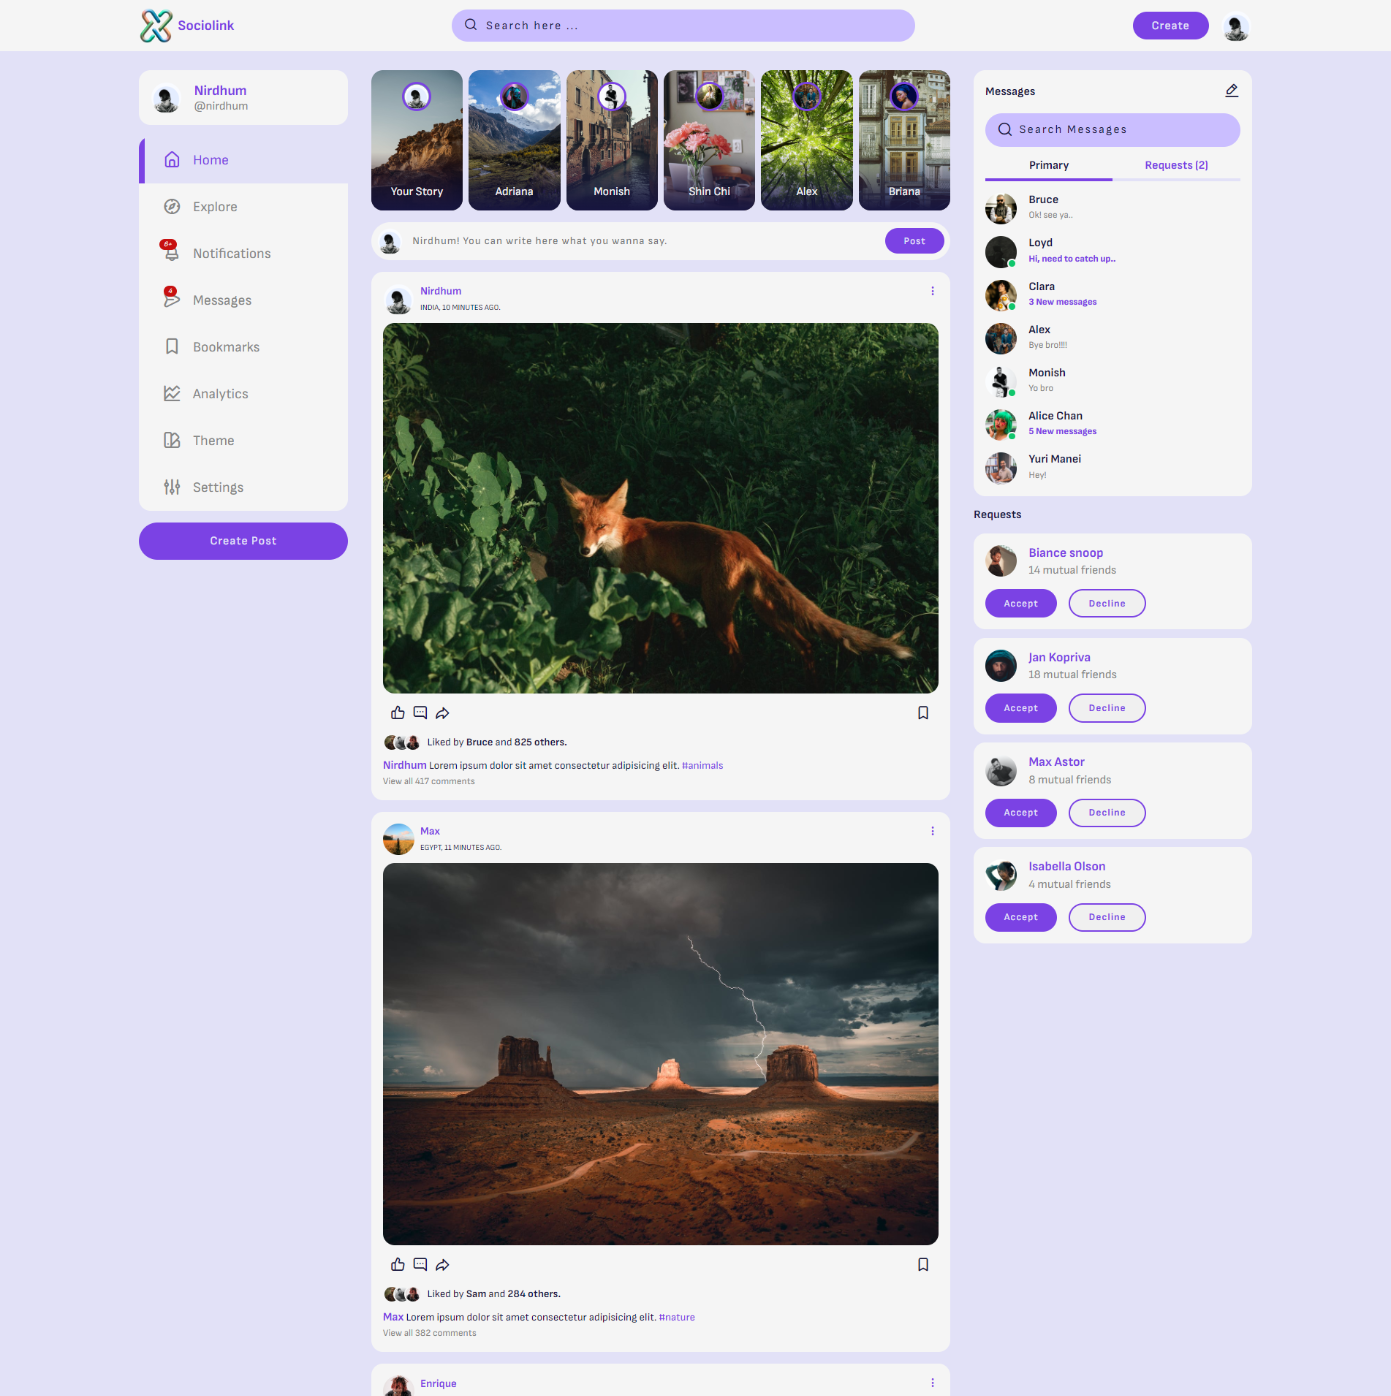 Sociolink
Search here ...
Create
Nirdhum
@nirdhum
Home
Explore
6+
Notifications
4
Messages
Bookmarks
Analytics
Theme
Settings
Create Post
Your Story
Adriana
Monish
Shin Chi
Alex
Briana
Nirdhum! You can write here what you wanna say.
Post
Nirdhum
INDIA, 10 MINUTES AGO.
Liked by Bruce and 825 others.
Nirdhum Lorem ipsum dolor sit amet consectetur adipisicing elit. #animals
View all 417 comments
Max
EGYPT, 11 MINUTES AGO.
Liked by Sam and 284 others.
Max Lorem ipsum dolor sit amet consectetur adipisicing elit. #nature
View all 382 comments
Enrique
Messages
Search Messages
Primary
Requests (2)
Bruce
Ok! see ya..
Loyd
Hi, need to catch up..
Clara
3 New messages
Alex
Bye bro!!!!
Monish
Yo bro
Alice Chan
5 New messages
Yuri Manei
Hey!
Requests
Biance snoop
14 mutual friends
Accept
Decline
Jan Kopriva
18 mutual friends
Accept
Decline
Max Astor
8 mutual friends
Accept
Decline
Isabella Olson
4 mutual friends
Accept
Decline